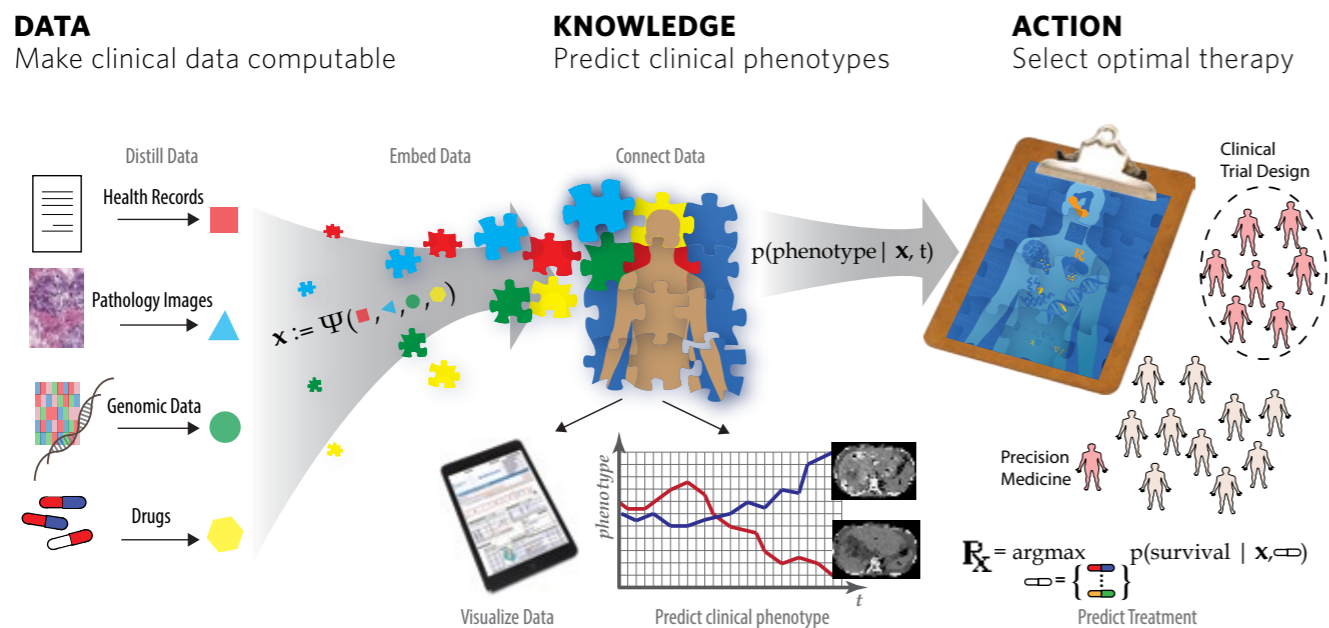 DATA
Make clinical data computable
KNOWLEDGE
Predict clinical phenotypes
ACTION
Select optimal therapy
Distill Data
Embed Data
Connect Data
Health Records
Pathology Images
Genomic Data
Drugs
x := Ψ( , , , )
p(phenotype | x, t)
Clinical
Trial Design
Precision
Medicine
phenotype
t
Visualize Data
Predict clinical phenotype
℞ = argmax p(survival | x, )
= { }
Predict Treatment